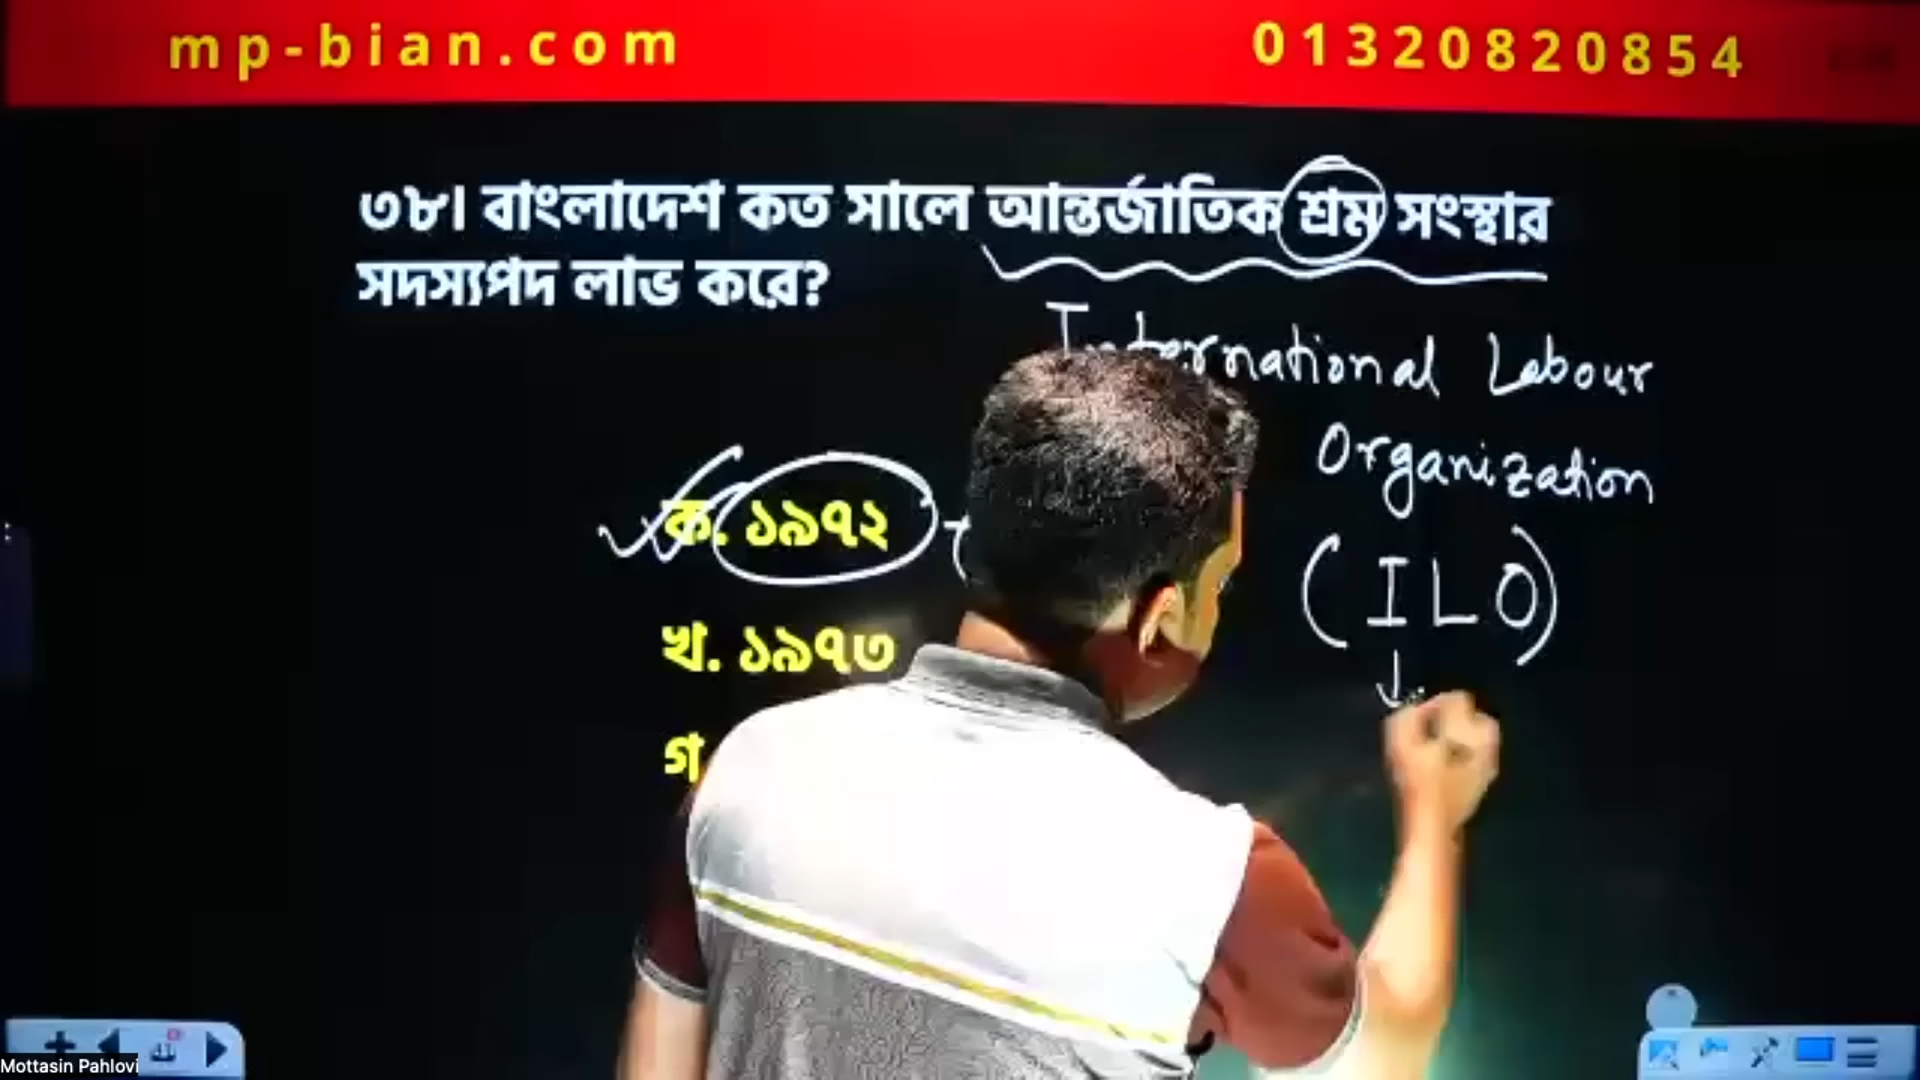 mp-bian.com 01320820854
৩৮। বাংলাদেশ কত সালে আন্তর্জাতিক শ্রম সংস্থার
সদস্যপদ লাভ করে?
International Labour
Organization
ক. ১৯৭২
(ILO)
খ. ১৯৭৩
গ
Mottasin Pahlovi